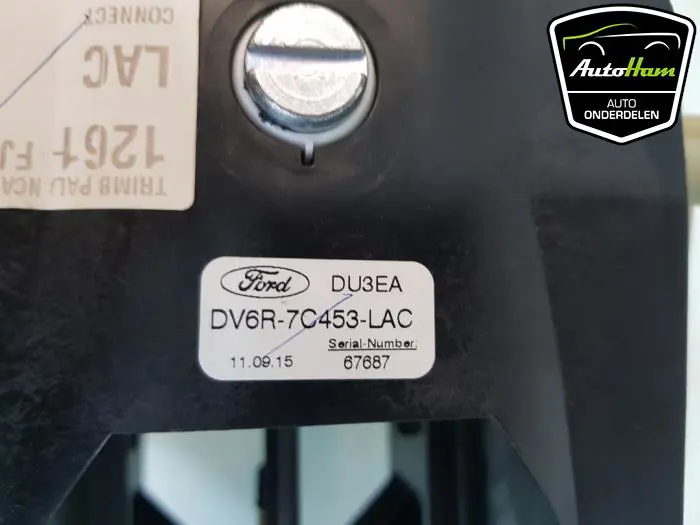 CONNECT
LAC
1261 FJ
TRIMB PAU NCA
AutoHam
AUTO
ONDERDELEN
Ford DU3EA
DV6R-7C453-LAC
Serial-Number:
11.09.15 67687